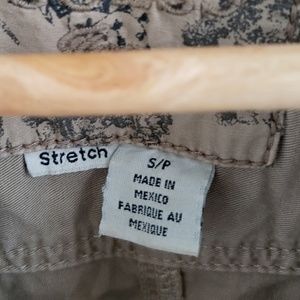 Stretch
S/P
MADE IN
MEXICO
FABRIQUE AU
MEXIQUE